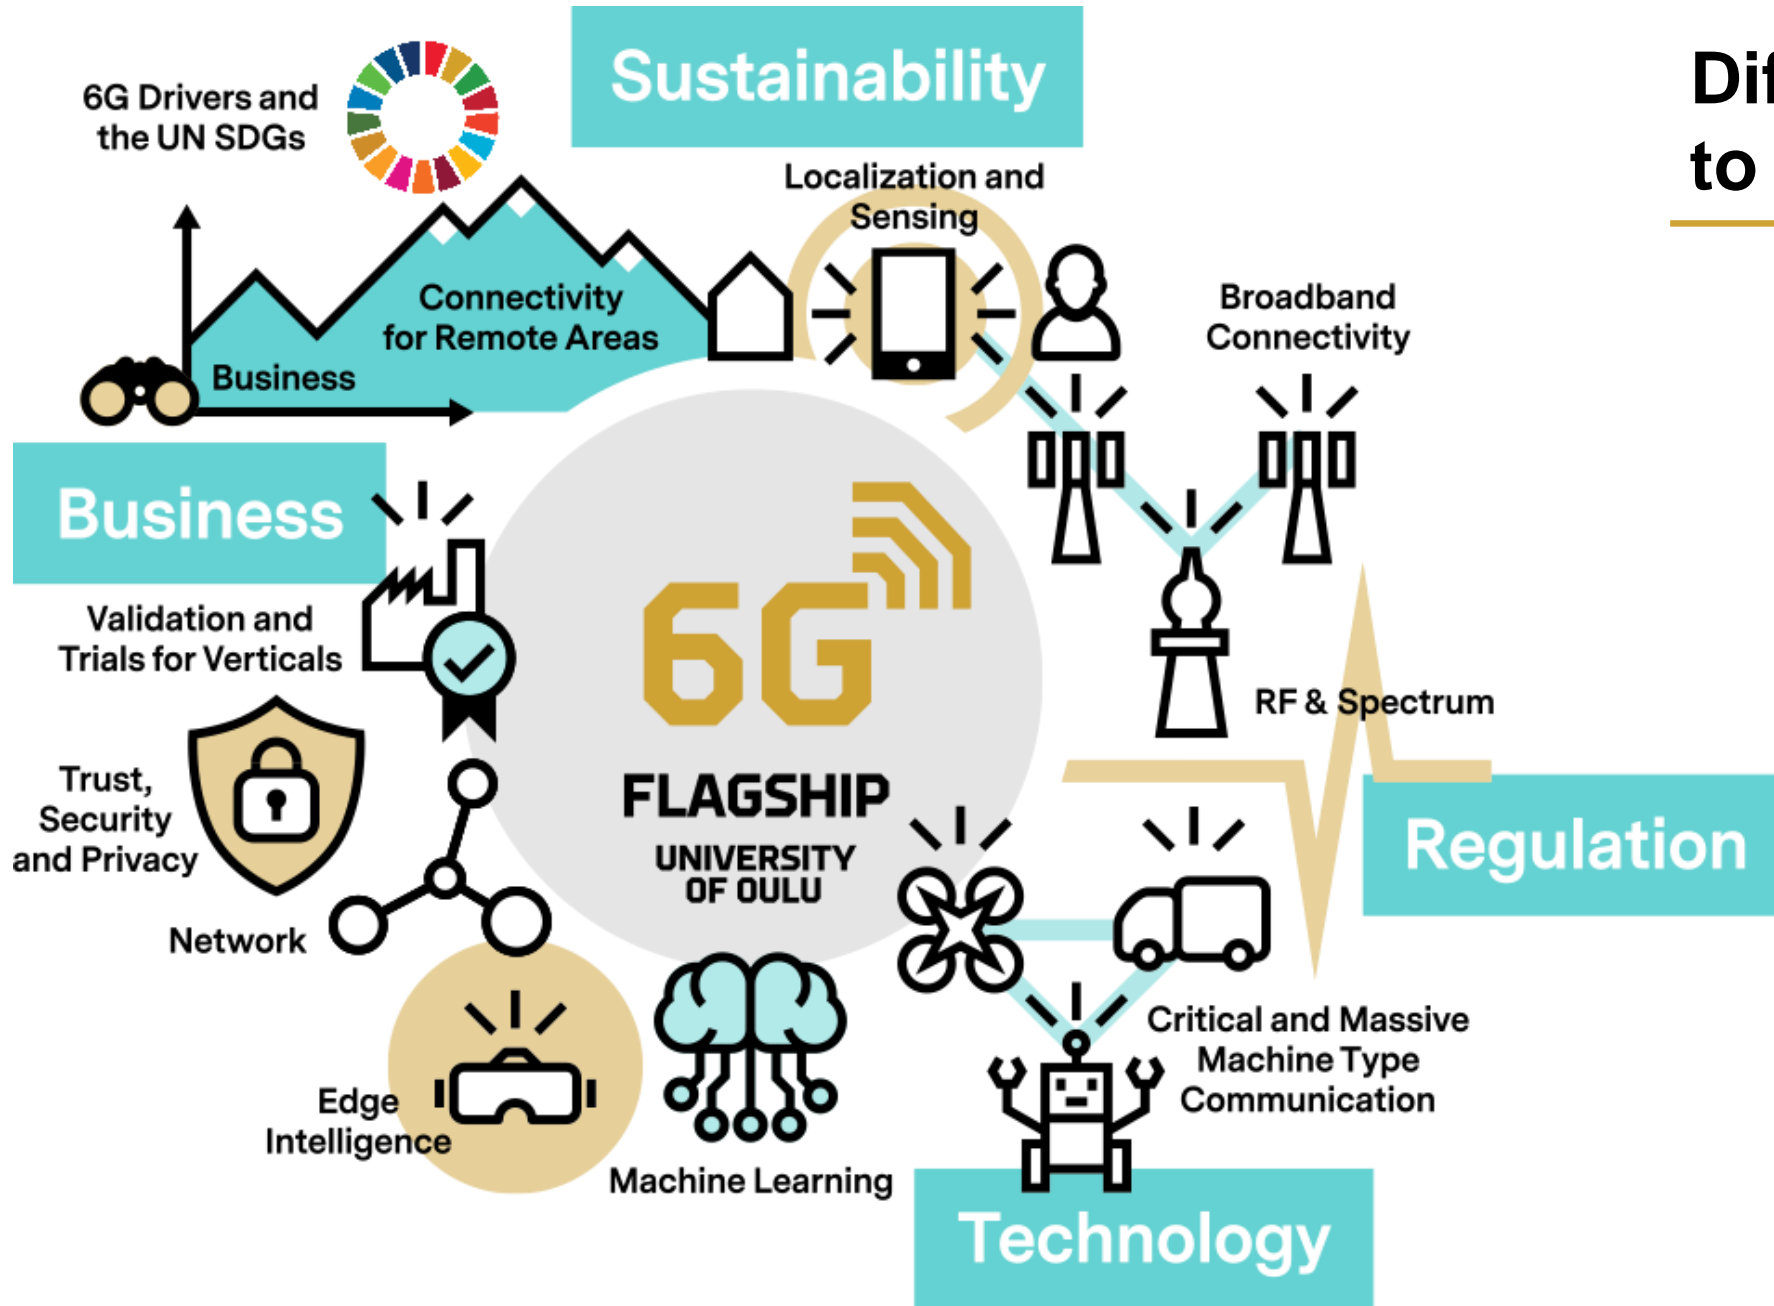 Sustainability
Dif
to
6G Drivers and
the UN SDGs
Localization and
Sensing
Connectivity
for Remote Areas
Business
Broadband
Connectivity
Business
Validation and
Trials for Verticals
6G
FLAGSHIP
UNIVERSITY
OF OULU
RF & Spectrum
Trust,
Security
and Privacy
Regulation
Network
Critical and Massive
Machine Type
Communication
Edge
Intelligence
Machine Learning
Technology